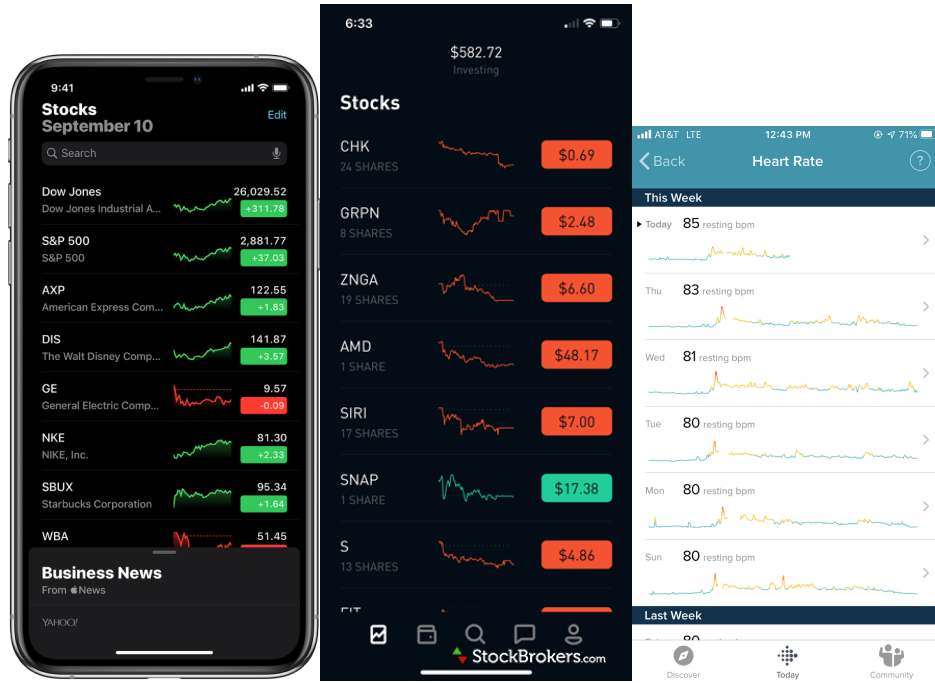 9:41
Stocks
September 10
Edit
Search
Dow Jones
26,029.52
Dow Jones Industrial A...
+311.78
S&P 500
2,881.77
S&P 500
+37.03
AXP
122.55
American Express Com...
+1.83
DIS
141.87
The Walt Disney Comp...
+3.57
GE
9.57
General Electric Comp...
-0.09
NKE
81.30
NIKE, Inc.
+2.33
SBUX
95.34
Starbucks Corporation
+1.64
WBA
51.45
Business News
From News
YAHOO!
6:33
$582.72
Investing
Stocks
CHK
24 SHARES
$0.69
GRPN
8 SHARES
$2.48
ZNGA
19 SHARES
$6.60
AMD
1 SHARE
$48.17
SIRI
17 SHARES
$7.00
SNAP
1 SHARE
$17.38
S
13 SHARES
$4.86
FIT
StockBrokers.com
AT&T LTE
12:43 PM
71%
Back
Heart Rate
?
This Week
Today
85 resting bpm
Thu
83 resting bpm
Wed
81 resting bpm
Tue
80 resting bpm
Mon
80 resting bpm
Sun
80 resting bpm
Last Week
80
Discover
Today
Community